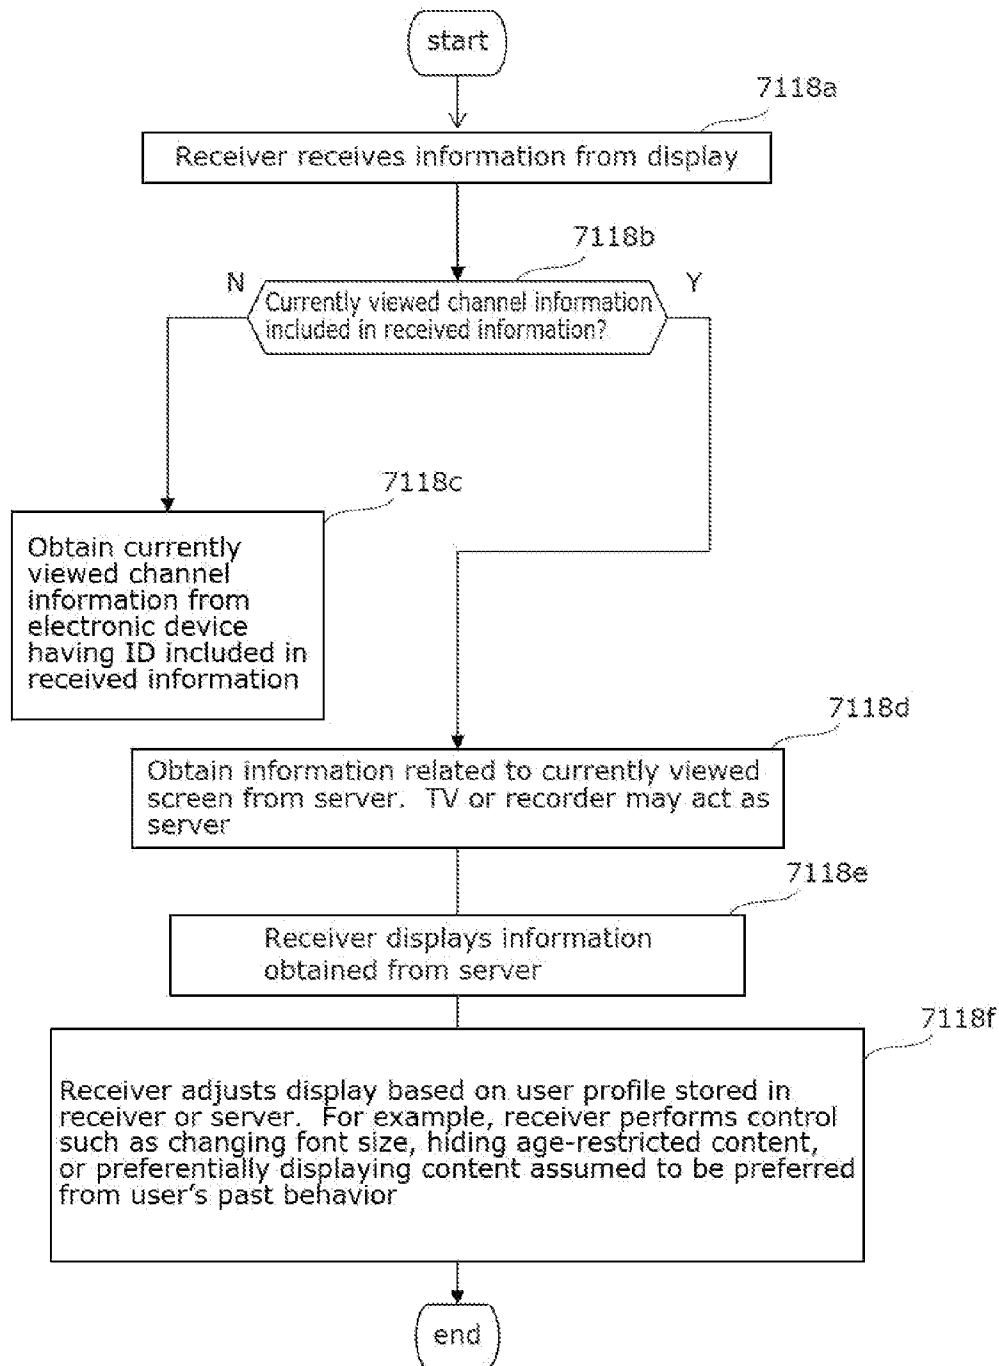 start
7118a
Receiver receives information from display
7118b
N
Y
Currently viewed channel information
included in received information?
7118c
Obtain currently
viewed channel
information from
electronic device
having ID included in
received information
7118d
Obtain information related to currently viewed
screen from server.  TV or recorder may act as
server
7118e
Receiver displays information
obtained from server
7118f
Receiver adjusts display based on user profile stored in
receiver or server.  For example, receiver performs control
such as changing font size, hiding age-restricted content,
or preferentially displaying content assumed to be preferred
from user's past behavior
end